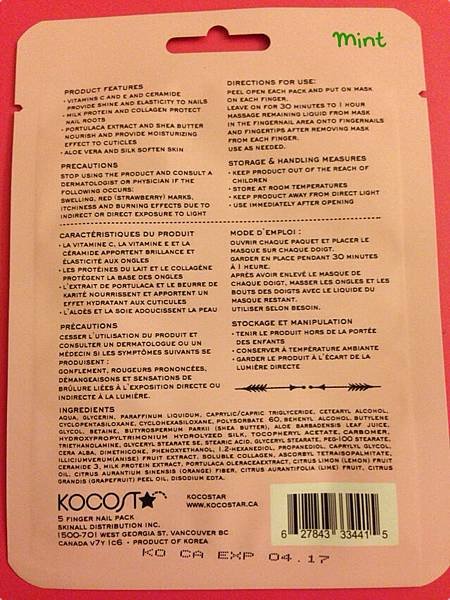 mint
PRODUCT FEATURES
• VITAMINS C AND E AND CERAMIDE
PROVIDE SHINE AND ELASTICITY TO NAILS
• MILK PROTEIN AND COLLAGEN PROTECT
NAIL ROOTS
• PORTULACA EXTRACT AND SHEA BUTTER
NOURISH AND PROVIDE MOISTURIZING
EFFECT TO CUTICLES
• ALOE VERA AND SILK SOFTEN SKIN
PRECAUTIONS
STOP USING THE PRODUCT AND CONSULT A
DERMATOLOGIST OR PHYSICIAN IF THE
FOLLOWING OCCURS:
SWELLING, RED (STRAWBERRY) MARKS,
ITCHINESS AND BURNING EFFECTS DUE TO
INDIRECT OR DIRECT EXPOSURE TO LIGHT
DIRECTIONS FOR USE:
PEEL OPEN EACH PACK AND PUT ON MASK
ON EACH FINGER.
LEAVE ON FOR 30 MINUTES TO 1 HOUR
MASSAGE REMAINING LIQUID FROM MASK
IN THE FINGERNAIL AREA ONTO FINGERNAILS
AND FINGERTIPS AFTER REMOVING MASK
FROM EACH FINGER.
USE AS NEEDED.
STORAGE & HANDLING MEASURES
• KEEP PRODUCT OUT OF THE REACH OF
CHILDREN
• STORE AT ROOM TEMPERATURES
• KEEP PRODUCT AWAY FROM DIRECT LIGHT
• USE IMMEDIATELY AFTER OPENING
CARACTÉRISTIQUES DU PRODUIT
• LA VITAMINE C, LA VITAMINE E ET LA
CÉRAMIDE APPORTENT BRILLANCE ET
ÉLASTICITÉ AUX ONGLES
• LES PROTÉINES DU LAIT ET LE COLLAGÈNE
PROTÈGENT LA BASE DES ONGLES
• L'EXTRAIT DE PORTULACA ET LE BEURRE DE
KARITÉ NOURRISSENT ET APPORTENT UN
EFFET HYDRATANT AUX CUTICULES
• L'ALOÈS ET LA SOIE ADOUCISSENT LA PEAU
PRÉCAUTIONS
CESSER L'UTILISATION DU PRODUIT ET
CONSULTER UN DERMATOLOGUE OU UN
MÉDECIN SI LES SYMPTÔMES SUIVANTS SE
PRODUISENT :
GONFLEMENT, ROUGEURS PRONONCÉES,
DÉMANGEAISONS ET SENSATIONS DE
BRÛLURE LIÉES À L'EXPOSITION DIRECTE OU
INDIRECTE À LA LUMIÈRE.
MODE D'EMPLOI :
OUVRIR CHAQUE PAQUET ET PLACER LE
MASQUE SUR CHAQUE DOIGT.
GARDER EN PLACE PENDANT 30 MINUTES
À 1 HEURE.
APRÈS AVOIR ENLEVÉ LE MASQUE DE
CHAQUE DOIGT, MASSER LES ONGLES ET LES
BOUTS DES DOIGTS AVEC LE LIQUIDE DU
MASQUE RESTANT.
UTILISER SELON BESOIN.
STOCKAGE ET MANIPULATION
• TENIR LE PRODUIT HORS DE LA PORTÉE
DES ENFANTS
• CONSERVER À TEMPÉRATURE AMBIANTE
• GARDER LE PRODUIT À L'ÉCART DE LA
LUMIÈRE DIRECTE
INGREDIENTS
AQUA, GLYCERIN, PARAFFINUM LIQUIDUM, CAPRYLIC/CAPRIC TRIGLYCERIDE, CETEARYL ALCOHOL,
CYCLOPENTASILOXANE, CYCLOHEXASILOXANE, POLYSORBATE 60, BEHENYL ALCOHOL, BUTYLENE
GLYCOL, BETAINE, BUTYROSPERMUM PARKII (SHEA BUTTER), ALOE BARBADENSIS LEAF JUICE,
HYDROXYPROPYLTRIMONIUM HYDROLYZED SILK, TOCOPHERYL ACETATE, CARBOMER,
TRIETHANOLAMINE, GLYCERYL STEARATE SE, STEARIC ACID, GLYCERYL STEARATE, PEG-100 STEARATE,
CERA ALBA, DIMETHICONE, PHENOXYETHANOL, 1,2-HEXANEDIOL, PROPANEDIOL, CAPRYLYL GLYCOL,
ILLICIUMVERUM(ANISE) FRUIT EXTRACT, SOLUBLE COLLAGEN, ASCORBYL TETRAISOPALMITATE,
CERAMIDE 3, MILK PROTEIN EXTRACT, PORTULACA OLERACEAEXTRACT, CITRUS LIMON (LEMON) FRUIT
OIL, CITRUS AURANTIUM SINENSIS (ORANGE) FIBER, CITRUS AURANTIFOLIA (LIME) FRUIT, CITRUS
GRANDIS (GRAPEFRUIT) PEEL OIL, DISODIUM EDTA.
KOCOSTAR
5 FINGER NAIL PACK
SKINALL DISTRIBUTION INC.
1500-701 WEST GEORGIA ST. VANCOUVER BC
CANADA V7Y 1C6 • PRODUCT OF KOREA
KOCOSTAR
WWW.KOCOSTAR.CA
6 27843 33441 5
KO CA EXP 04.17